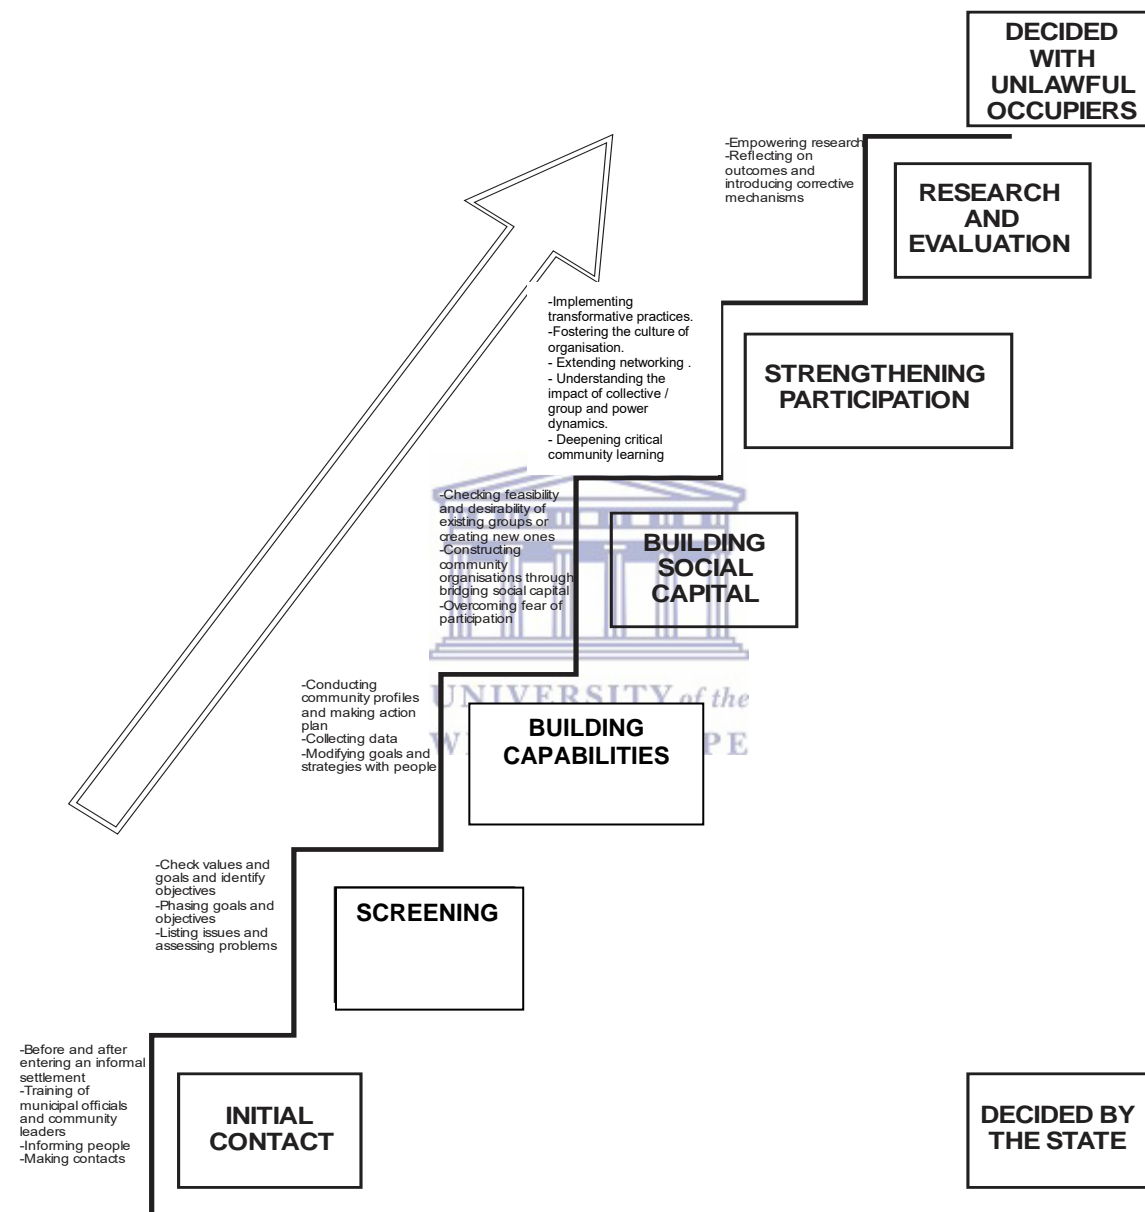 DECIDED
WITH
UNLAWFUL
OCCUPIERS
-Empowering research
-Reflecting on
outcomes and
introducing corrective
mechanisms
RESEARCH
AND
EVALUATION
-Implementing
transformative practices.
-Fostering the culture of
organisation.
- Extending networking .
- Understanding the
impact of collective /
group and power
dynamics.
- Deepening critical
community learning
STRENGTHENING
PARTICIPATION
-Checking feasibility
and desirability of
existing groups or
creating new ones
-Constructing
community
organisations through
bridging social capital
-Overcoming fear of
participation
BUILDING
SOCIAL
CAPITAL
-Conducting
community profiles
and making action
plan
-Collecting data
-Modifying goals and
strategies with people
UNIVERSITY of the
BUILDING
CAPABILITIES
-Check values and
goals and identify
objectives
-Phasing goals and
objectives
-Listing issues and
assessing problems
SCREENING
-Before and after
entering an informal
settlement
-Training of
municipal officials
and community
leaders
-Informing people
-Making contacts
INITIAL
CONTACT
DECIDED BY
THE STATE